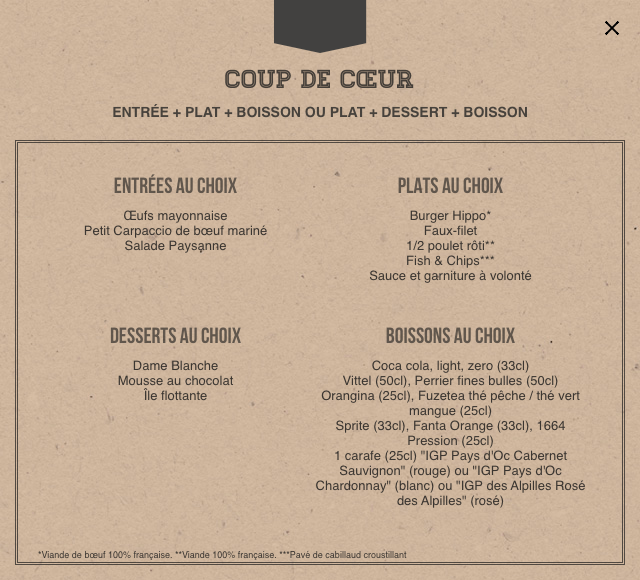 COUP DE CŒUR
ENTRÉE + PLAT + BOISSON OU PLAT + DESSERT + BOISSON
ENTRÉES AU CHOIX
Œufs mayonnaise
Petit Carpaccio de bœuf mariné
Salade Paysanne
PLATS AU CHOIX
Burger Hippo*
Faux-filet
1/2 poulet rôti**
Fish & Chips***
Sauce et garniture à volonté
DESSERTS AU CHOIX
Dame Blanche
Mousse au chocolat
Île flottante
BOISSONS AU CHOIX
Coca cola, light, zero (33cl)
Vittel (50cl), Perrier fines bulles (50cl)
Orangina (25cl), Fuzetea thé pêche / thé vert
mangue (25cl)
Sprite (33cl), Fanta Orange (33cl), 1664
Pression (25cl)
1 carafe (25cl) "IGP Pays d'Oc Cabernet
Sauvignon" (rouge) ou "IGP Pays d'Oc
Chardonnay" (blanc) ou "IGP des Alpilles Rosé
des Alpilles" (rosé)
*Viande de bœuf 100% française. **Viande 100% française. ***Pavé de cabillaud croustillant